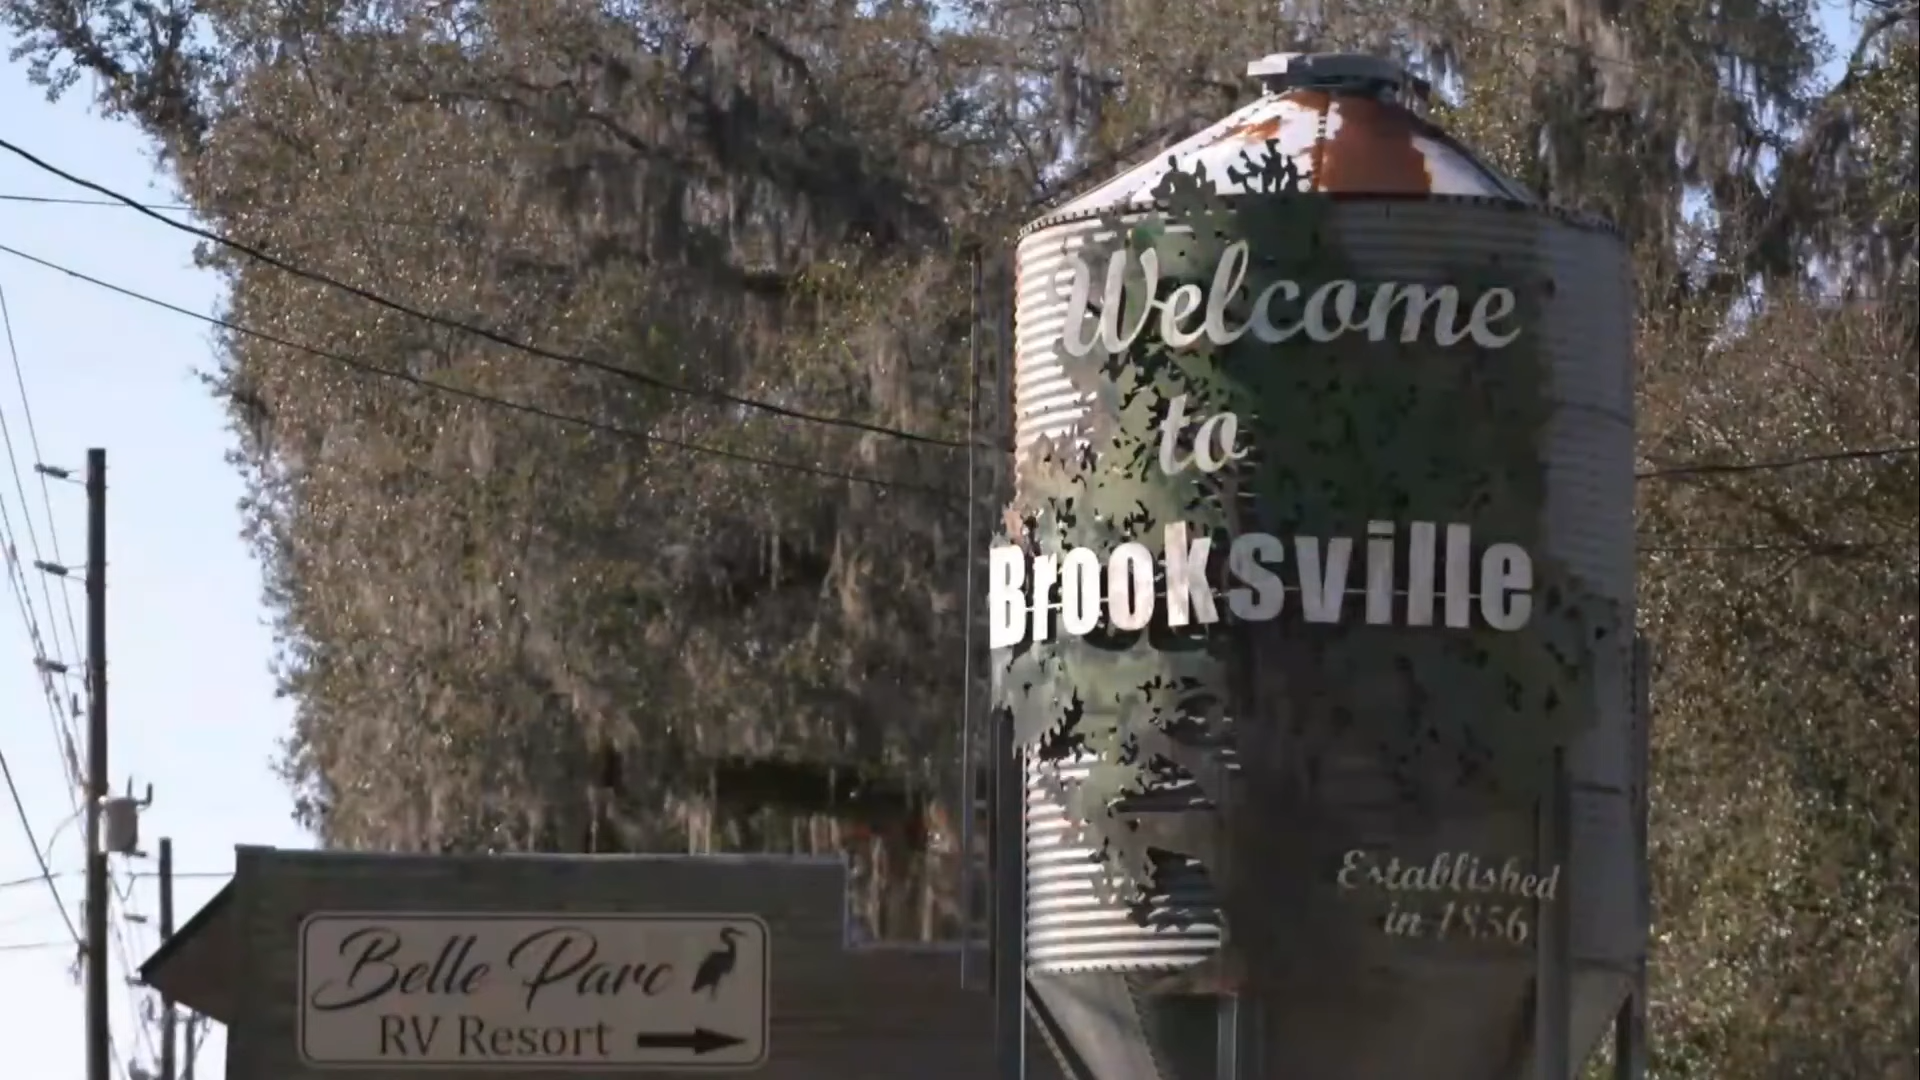 Welcome
to
Brooksville
Established
in 1856
Belle Parc
RV Resort